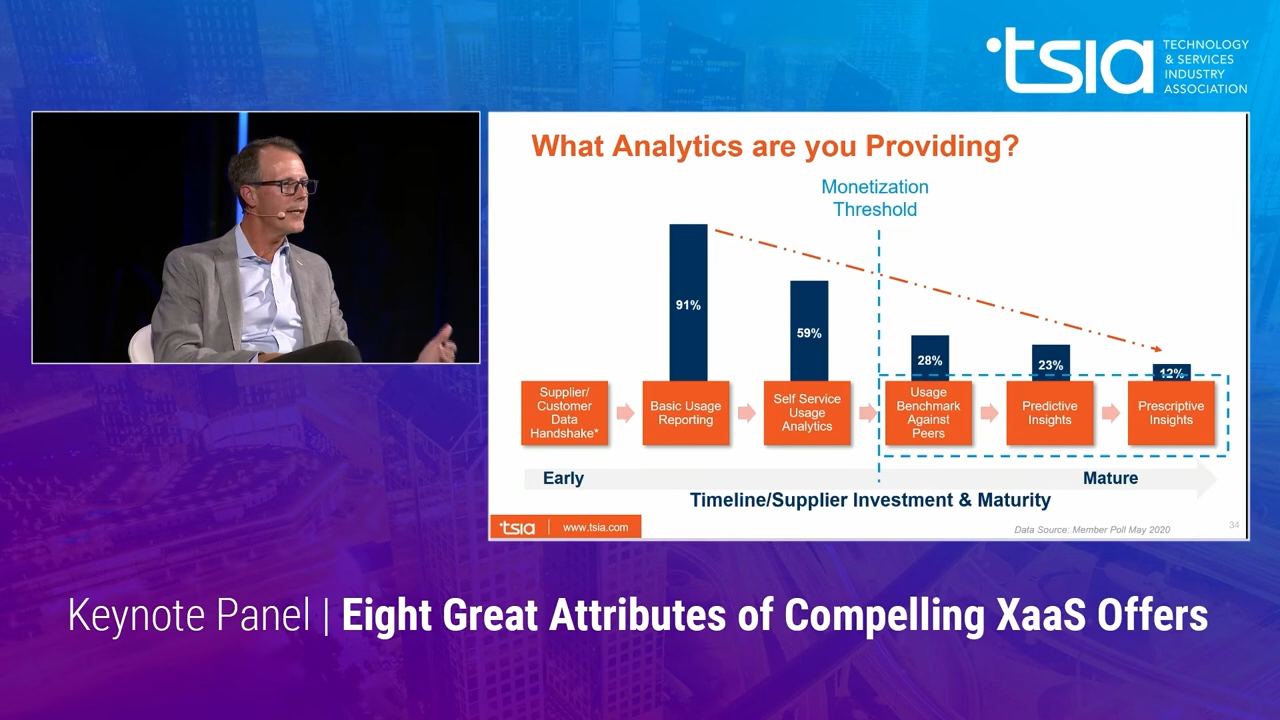 tsia
TECHNOLOGY
& SERVICES
INDUSTRY
ASSOCIATION
What Analytics are you Providing?
Monetization
Threshold
91%
59%
28%
23%
12%
Supplier/
Customer
Data
Handshake*
Basic Usage
Reporting
Self Service
Usage
Analytics
Usage
Benchmark
Against
Peers
Predictive
Insights
Prescriptive
Insights
Early
Mature
Timeline/Supplier Investment & Maturity
tsia
www.tsia.com
Data Source: Member Poll May 2020
34
Keynote Panel | Eight Great Attributes of Compelling XaaS Offers